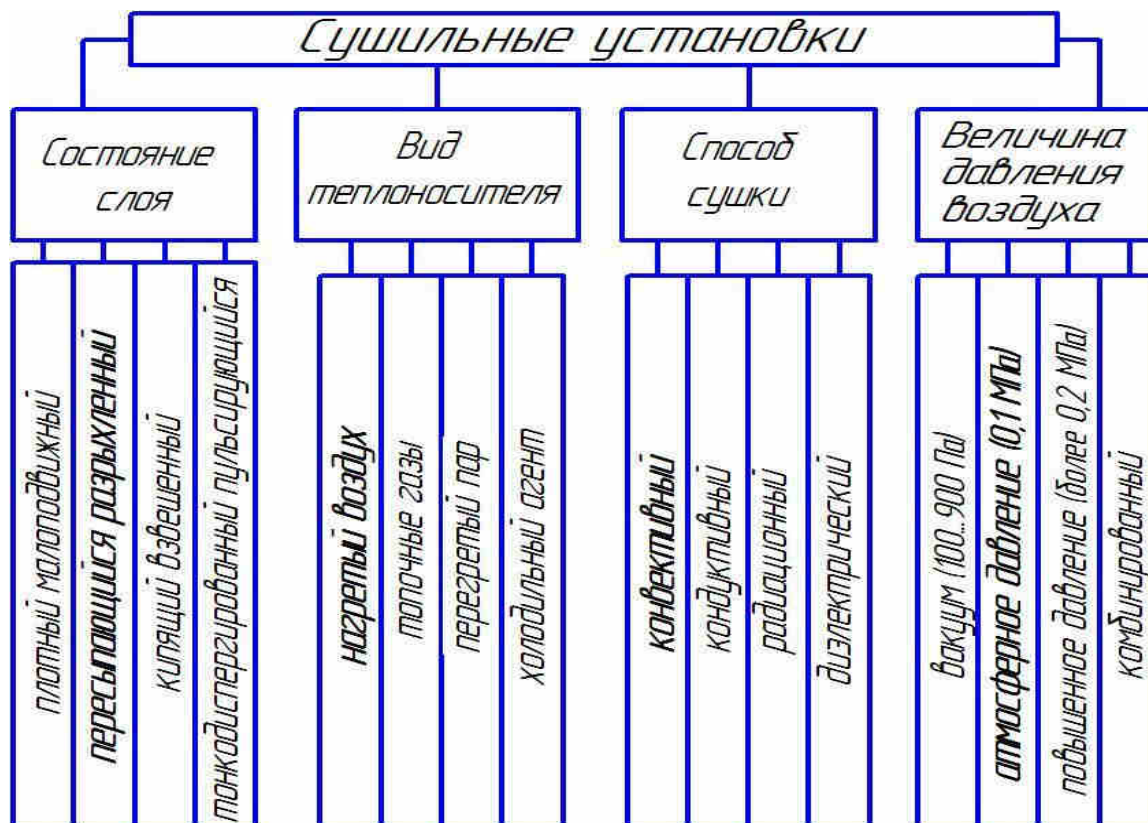 Сушильные установки
Состояние
слоя
Вид
теплоносителя
Способ
сушки
Величина
давления
воздуха
плотный малоподвижный
пересыпающийся разрыхленный
кипящий взвешенный
тонкодиспергированный пульсирующийся
нагретый воздух
топочные газы
перегретый пар
холодильный агент
конвективный
кондуктивный
радиационный
диэлектрический
вакуум (100...900 Па)
атмосферное давление (0,1 МПа)
повышенное давление (более 0,2 МПа)
комбинированный